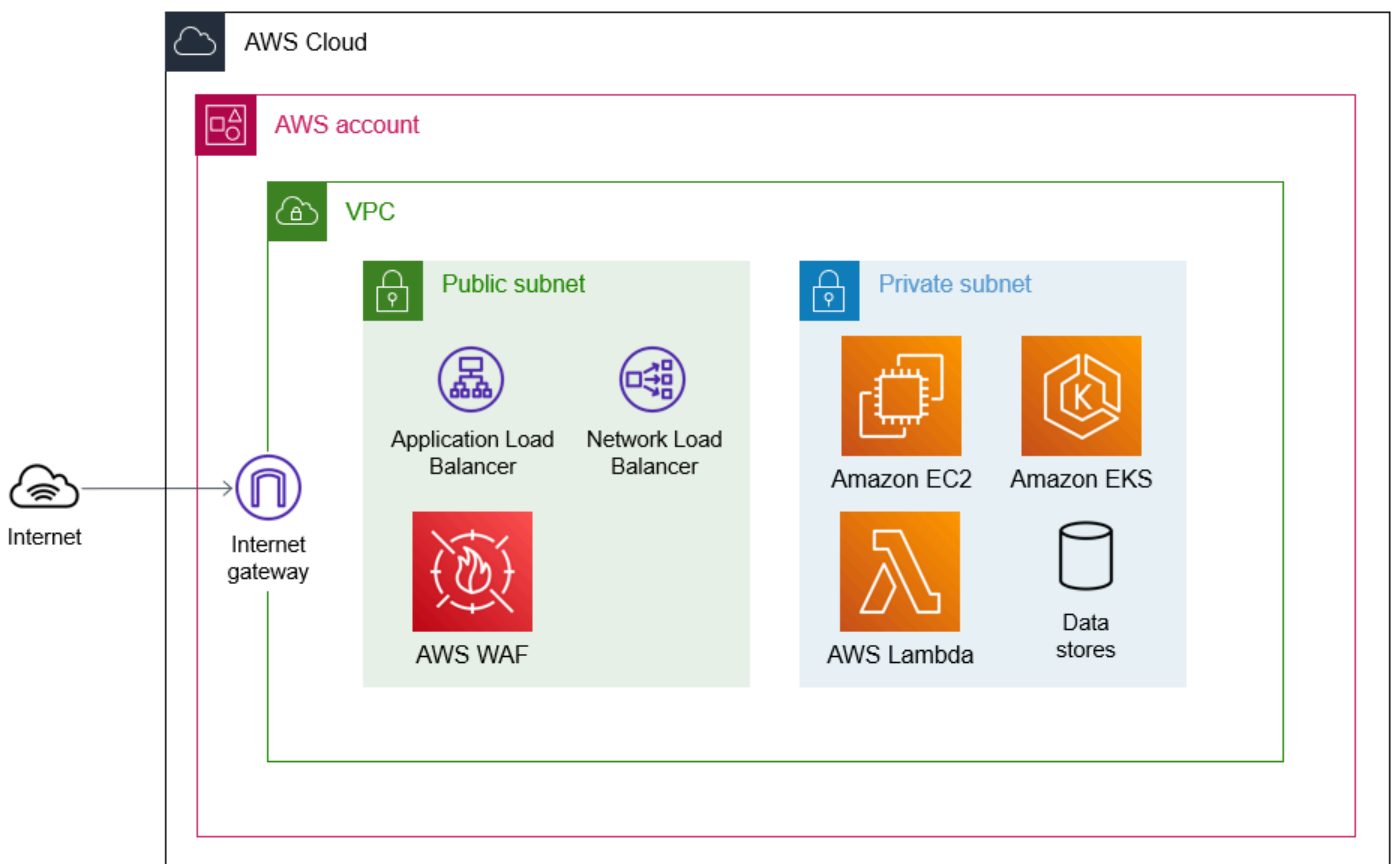 AWS Cloud
AWS account
VPC
Public subnet
Private subnet
Application Load
Balancer
Network Load
Balancer
Amazon EC2
Amazon EKS
Internet
Internet
gateway
AWS WAF
AWS Lambda
Data
stores